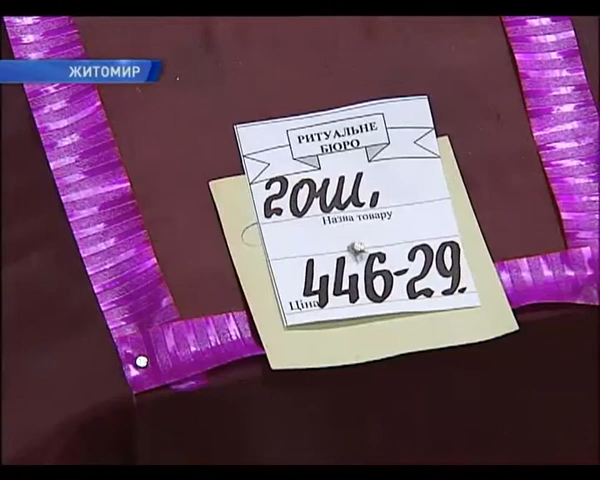 ЖИТОМИР
РИТУАЛЬНЕ
БЮРО
гош,
Назва товару
Ціна 446-29